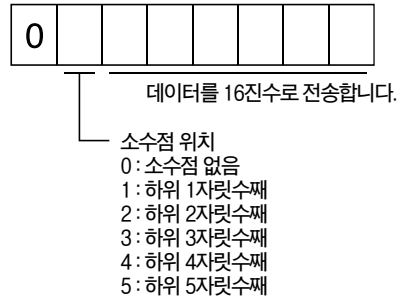 0
데이터를 16진수로 전송합니다.
소수점 위치
0 : 소수점 없음
1 : 하위 1자릿수째
2 : 하위 2자릿수째
3 : 하위 3자릿수째
4 : 하위 4자릿수째
5 : 하위 5자릿수째